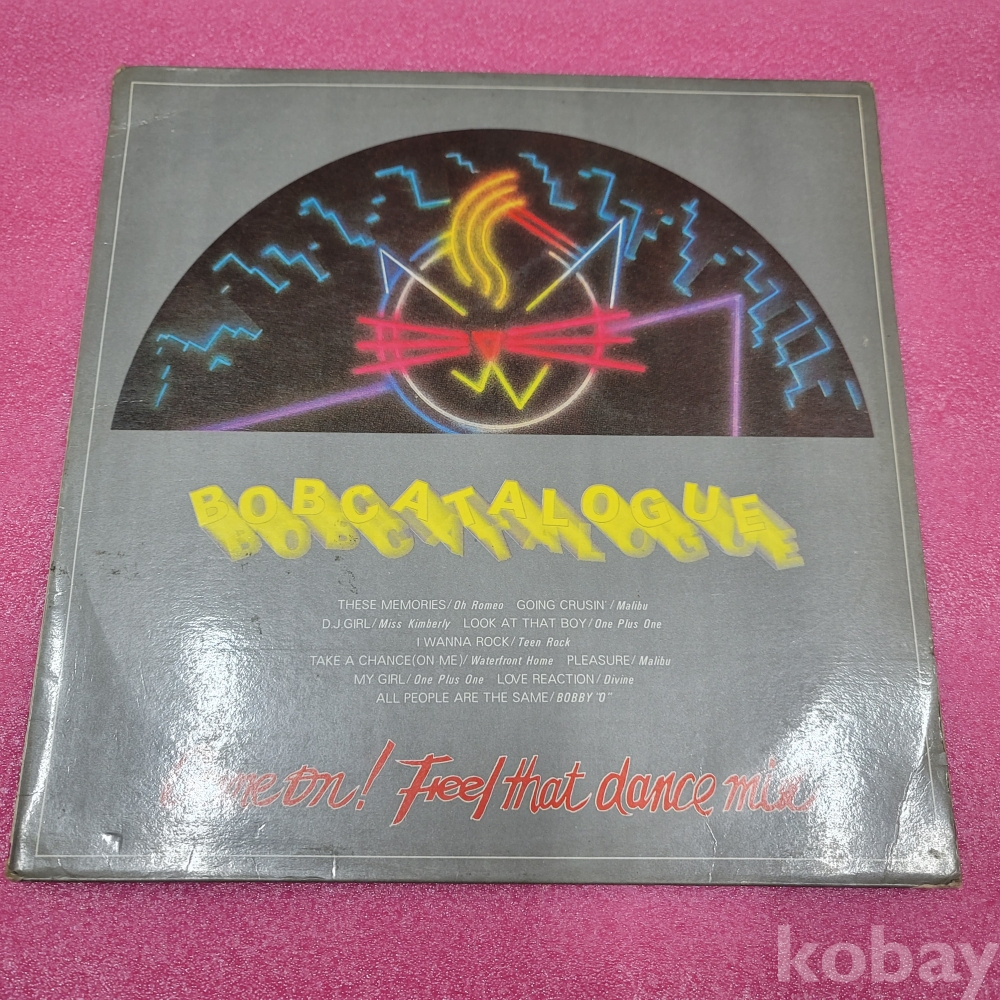 BOBCATALOGUE
THESE MEMORIES/Oh Romeo GOING CRUSIN'/Malibu
D.J.GIRL/Miss Kimberly LOOK AT THAT BOY/One Plus One
I WANNA ROCK/Teen Rock
TAKE A CHANCE(ON ME)/Waterfront Home PLEASURE/Malibu
MY GIRL/One Plus One LOVE REACTION/Divine
ALL PEOPLE ARE THE SAME/BOBBY "O"
Come on! Feel that dance mix
kobay